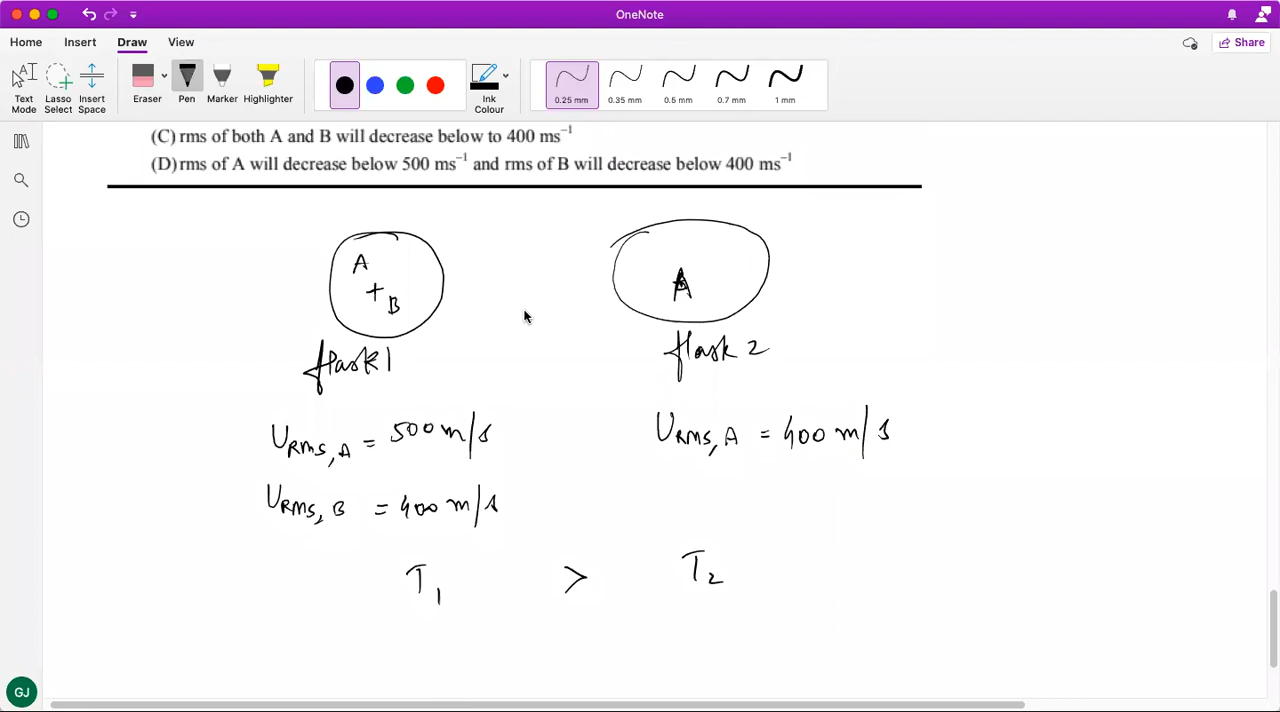 OneNote
Home Insert Draw View
Share
Text Mode
Lasso Select
Insert Space
Eraser
Pen
Marker
Highlighter
Ink Colour
0.25 mm
0.35 mm
0.5 mm
0.7 mm
1 mm
(C) rms of both A and B will decrease below to 400 ms⁻¹
(D) rms of A will decrease below 500 ms⁻¹ and rms of B will decrease below 400 ms⁻¹
A
+ B
A
flask 1
flask 2
U_RMS, A = 500 m/s
U_RMS, A = 400 m/s
U_RMS, B = 400 m/s
T₁ > T₂
GJ